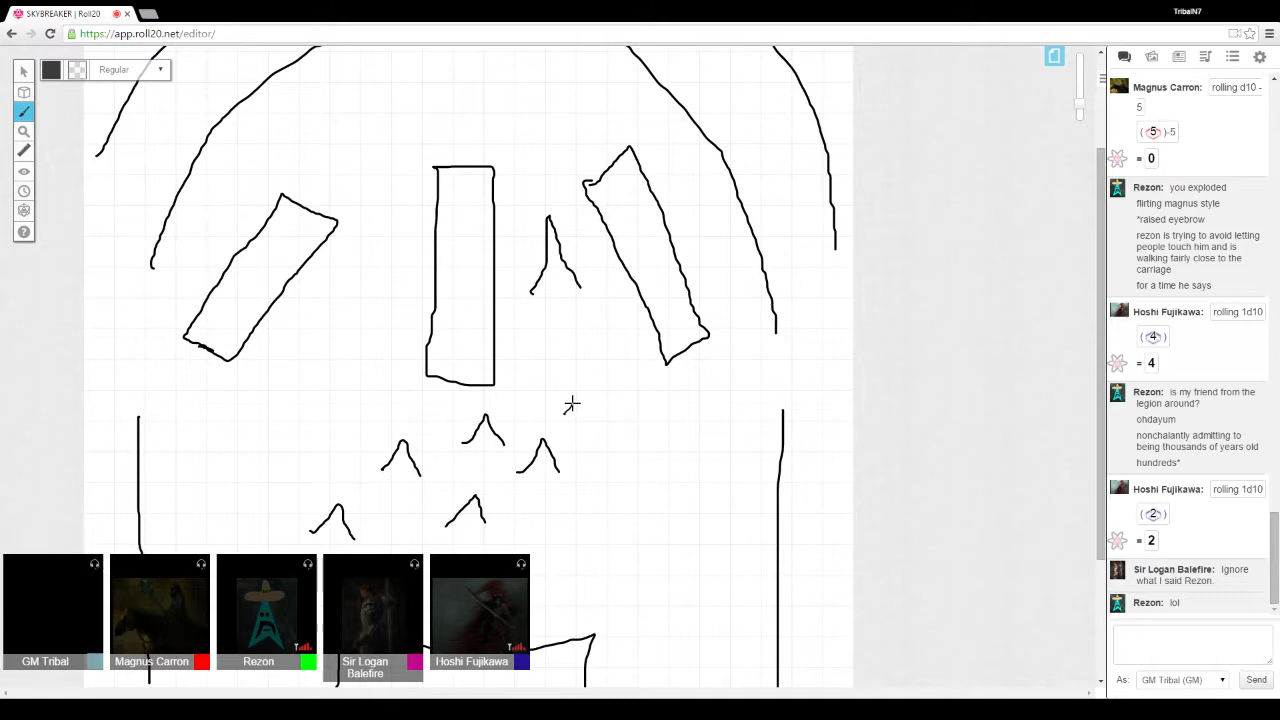 TribalN7
SKYBREAKER | Roll20
https://app.roll20.net/editor/
Regular
Magnus Carron: rolling d10 -
5
(5)-5
= 0
Rezon: you exploded
flirting magnus style
*raised eyebrow
rezon is trying to avoid letting
people touch him and is
walking fairly close to the
carriage
for a time he says
Hoshi Fujikawa: rolling 1d10
(4)
= 4
Rezon: is my friend from the
legion around?
ohdayum
nonchalantly admitting to
being thousands of years old
hundreds*
Hoshi Fujikawa: rolling 1d10
(2)
= 2
Sir Logan Balefire: Ignore
what I said Rezon.
Rezon: lol
GM Tribal
Magnus Carron
Rezon
Sir Logan
Balefire
Hoshi Fujikawa
As: GM Tribal (GM) Send